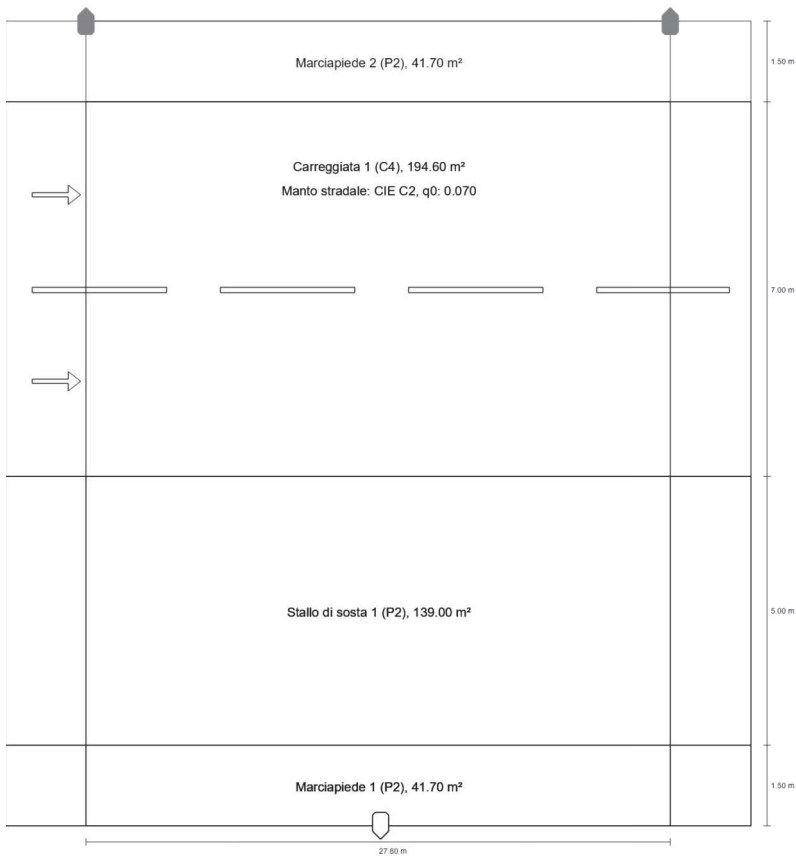 Marciapiede 2 (P2), 41.70 m²
1.50 m
Carreggiata 1 (C4), 194.60 m²
Manto stradale: CIE C2, q0: 0.070
7.00 m
Stallo di sosta 1 (P2), 139.00 m²
5.00 m
Marciapiede 1 (P2), 41.70 m²
1.50 m
27.80 m